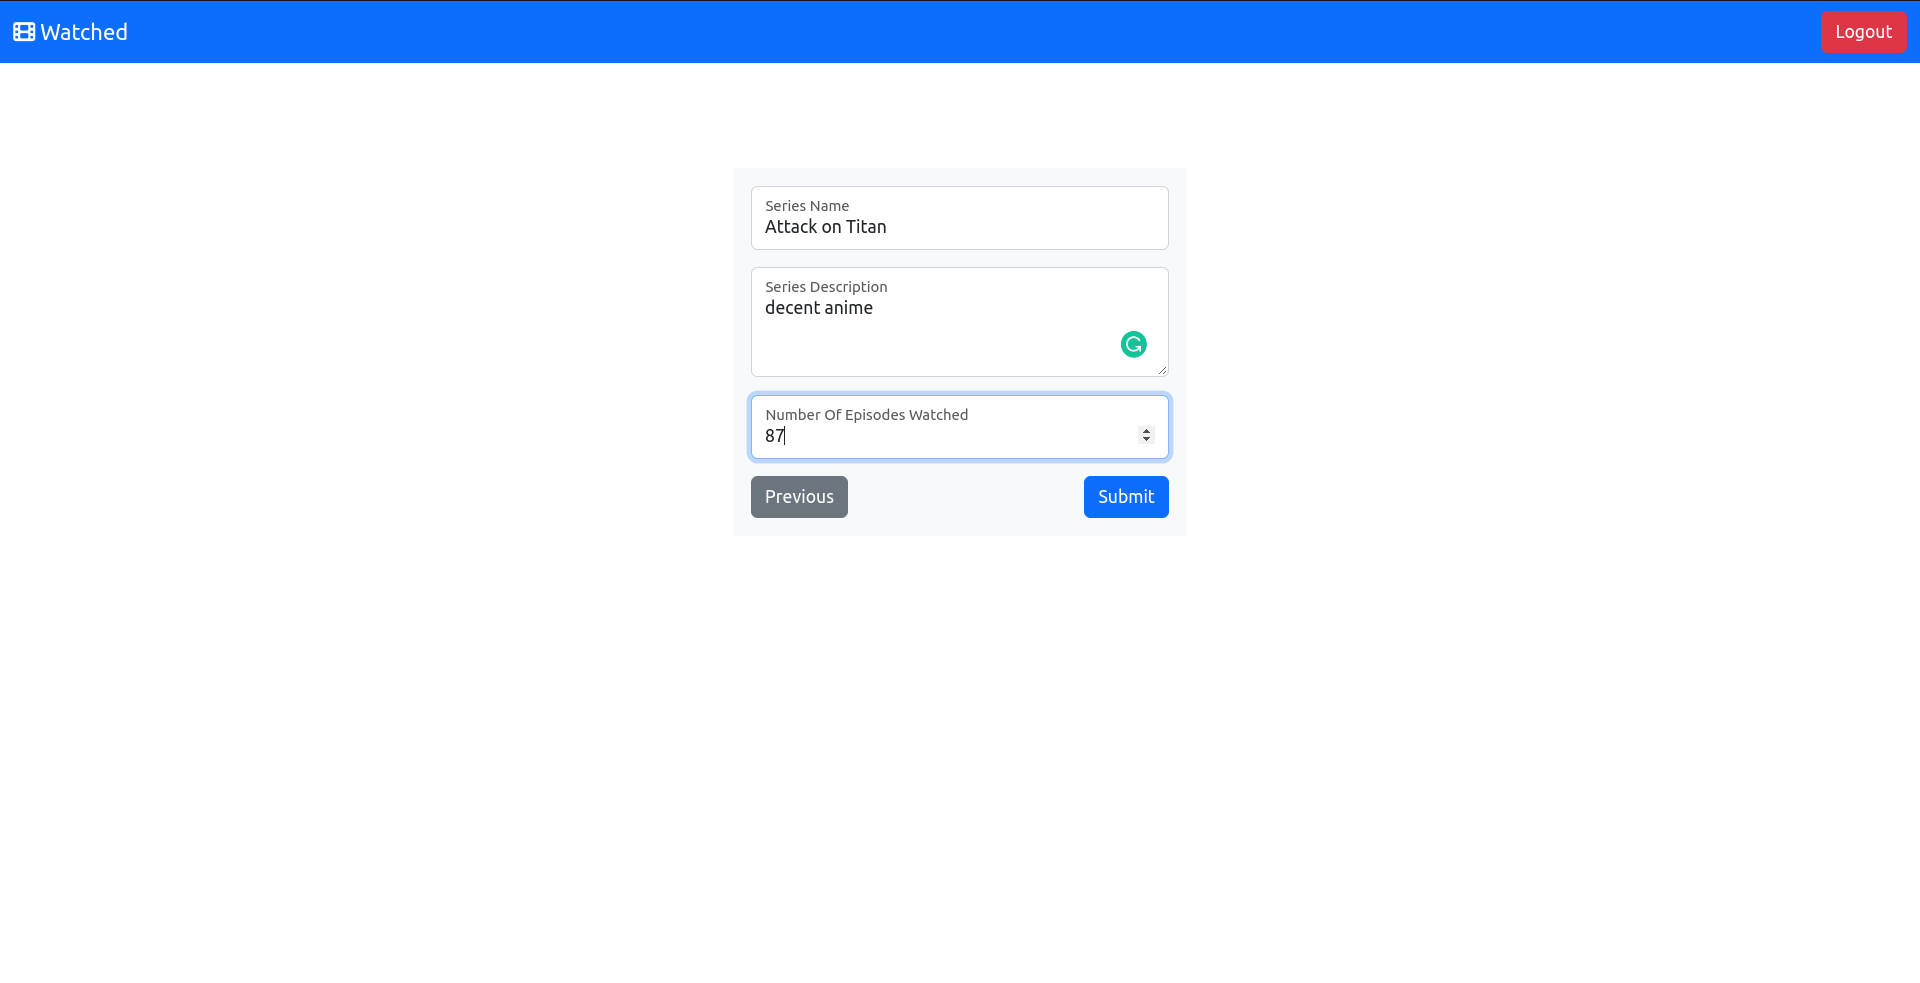 Watched
Logout
Series Name
Attack on Titan
Series Description
decent anime
Number Of Episodes Watched
87
Previous
Submit